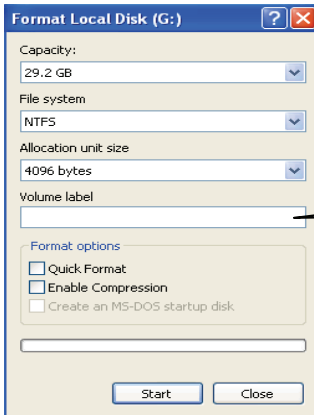 Format Local Disk (G:)
Capacity:
29.2 GB
File system
NTFS
Allocation unit size
4096 bytes
Volume label
Format options
Quick Format
Enable Compression
Create an MS-DOS startup disk
Start Close